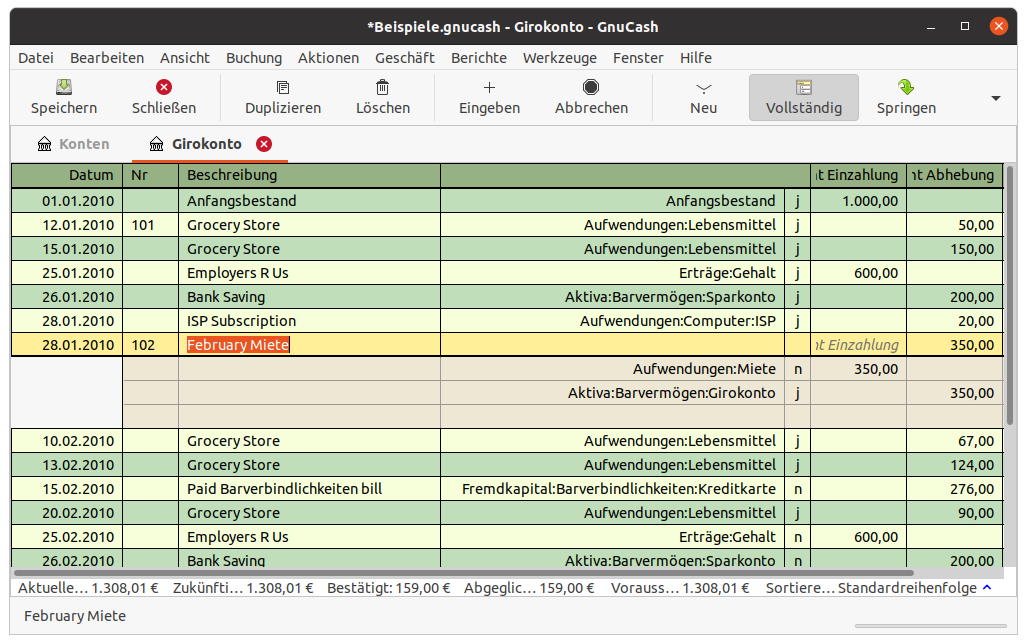 *Beispiele.gnucash - Girokonto - GnuCash
Datei Bearbeiten Ansicht Buchung Aktionen Geschäft Berichte Werkzeuge Fenster Hilfe
Speichern Schließen Duplizieren Löschen Eingeben Abbrechen Neu Vollständig Springen
Konten Girokonto
Datum Nr Beschreibung nt Einzahlung nt Abhebung
01.01.2010 Anfangsbestand Anfangsbestand j 1.000,00
12.01.2010 101 Grocery Store Aufwendungen:Lebensmittel j 50,00
15.01.2010 Grocery Store Aufwendungen:Lebensmittel j 150,00
25.01.2010 Employers R Us Erträge:Gehalt j 600,00
26.01.2010 Bank Saving Aktiva:Barvermögen:Sparkonto j 200,00
28.01.2010 ISP Subscription Aufwendungen:Computer:ISP j 20,00
28.01.2010 102 February Miete nt Einzahlung 350,00
Aufwendungen:Miete n 350,00
Aktiva:Barvermögen:Girokonto j 350,00
10.02.2010 Grocery Store Aufwendungen:Lebensmittel j 67,00
13.02.2010 Grocery Store Aufwendungen:Lebensmittel j 124,00
15.02.2010 Paid Barverbindlichkeiten bill Fremdkapital:Barverbindlichkeiten:Kreditkarte n 276,00
20.02.2010 Grocery Store Aufwendungen:Lebensmittel j 90,00
25.02.2010 Employers R Us Erträge:Gehalt n 600,00
26.02.2010 Bank Saving Aktiva:Barvermögen:Sparkonto n 200,00
Aktuelle… 1.308,01 € Zukünfti… 1.308,01 € Bestätigt: 159,00 € Abgeglic… 159,00 € Vorauss… 1.308,01 € Sortiere… Standardreihenfolge
February Miete